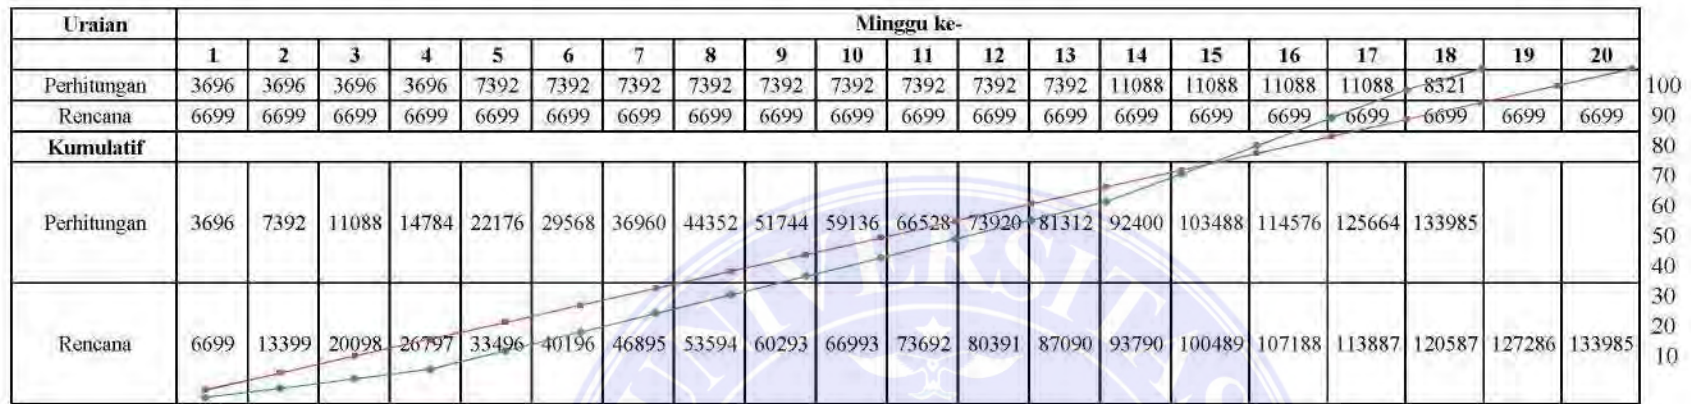 Uraian Minggu ke-
1 2 3 4 5 6 7 8 9 10 11 12 13 14 15 16 17 18 19 20
Perhitungan 3696 3696 3696 3696 7392 7392 7392 7392 7392 7392 7392 7392 7392 11088 11088 11088 11088 8321 100
Rencana 6699 6699 6699 6699 6699 6699 6699 6699 6699 6699 6699 6699 6699 6699 6699 6699 6699 6699 6699 6699 90
Kumulatif 80
70
60
Perhitungan 3696 7392 11088 14784 22176 29568 36960 44352 51744 59136 66528 73920 81312 92400 103488 114576 125664 133985
50
40
30
20
Rencana 6699 13399 20098 26797 33496 40196 46895 53594 60293 66993 73692 80391 87090 93790 100489 107188 113887 120587 127286 133985
10
UNIVERSITAS